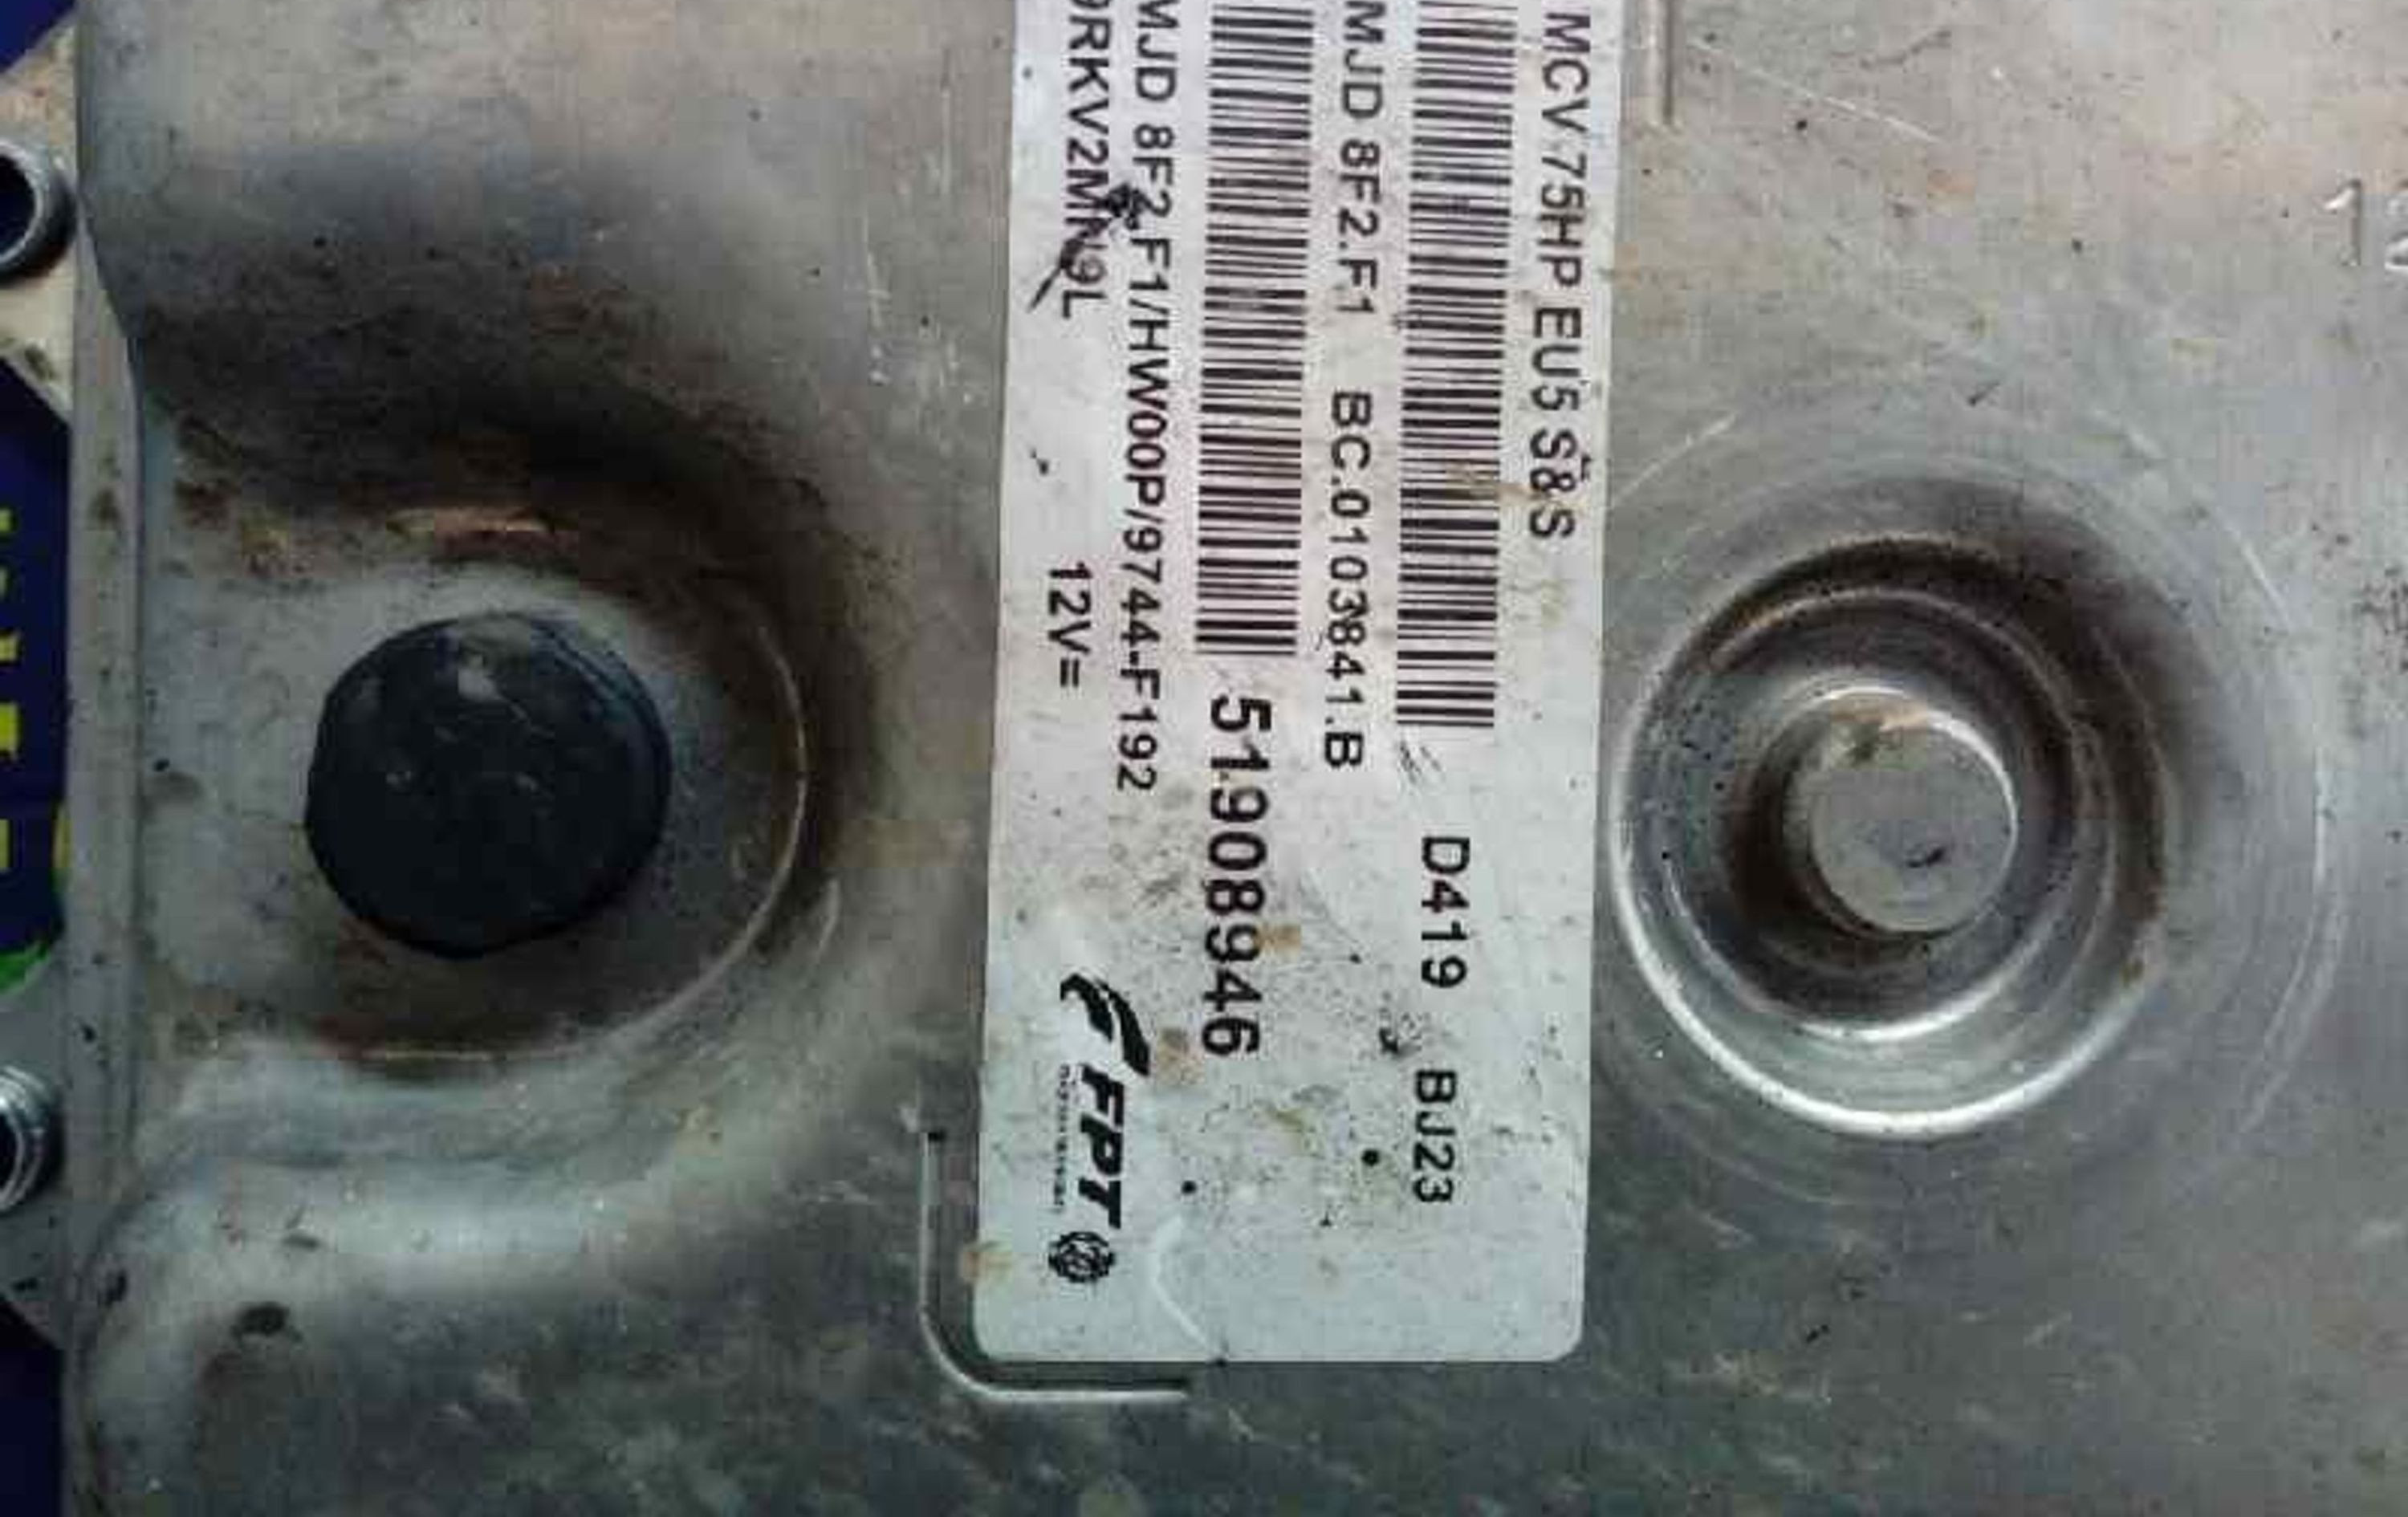 MCV 75HP EU5 S&S
D419 BJ23
MJD 8F2.F1 BC.0103841.B
51908946
MJD 8F2.F1/HW00P/9744-F192
9RKV2MN9L 12V=
FPT